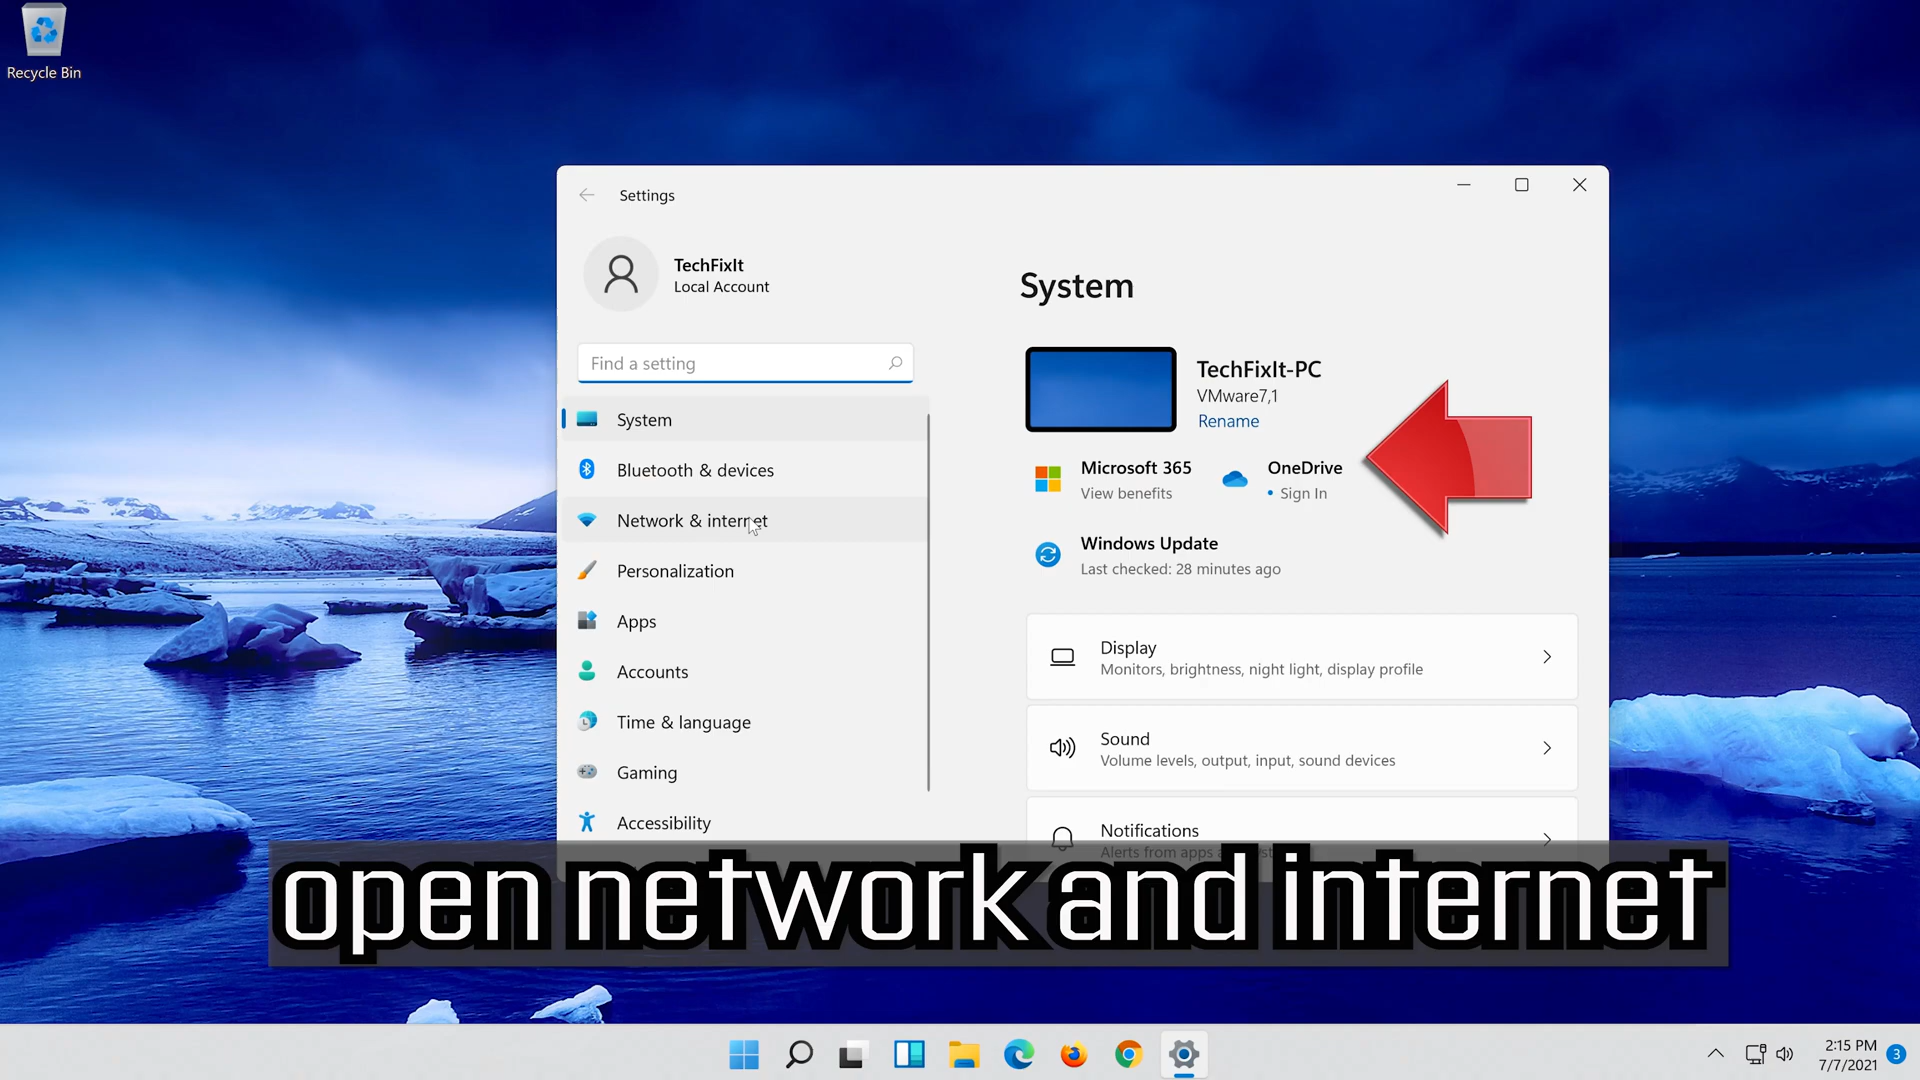 Recycle Bin
Settings
TechFixIt
Local Account
Find a setting
System
Bluetooth & devices
Network & internet
Personalization
Apps
Accounts
Time & language
Gaming
Accessibility
System
TechFixIt-PC
VMware7,1
Rename
Microsoft 365
View benefits
OneDrive
• Sign In
Windows Update
Last checked: 28 minutes ago
Display
Monitors, brightness, night light, display profile
Sound
Volume levels, output, input, sound devices
Notifications
Alerts from apps
open network and internet
2:15 PM
7/7/2021
3